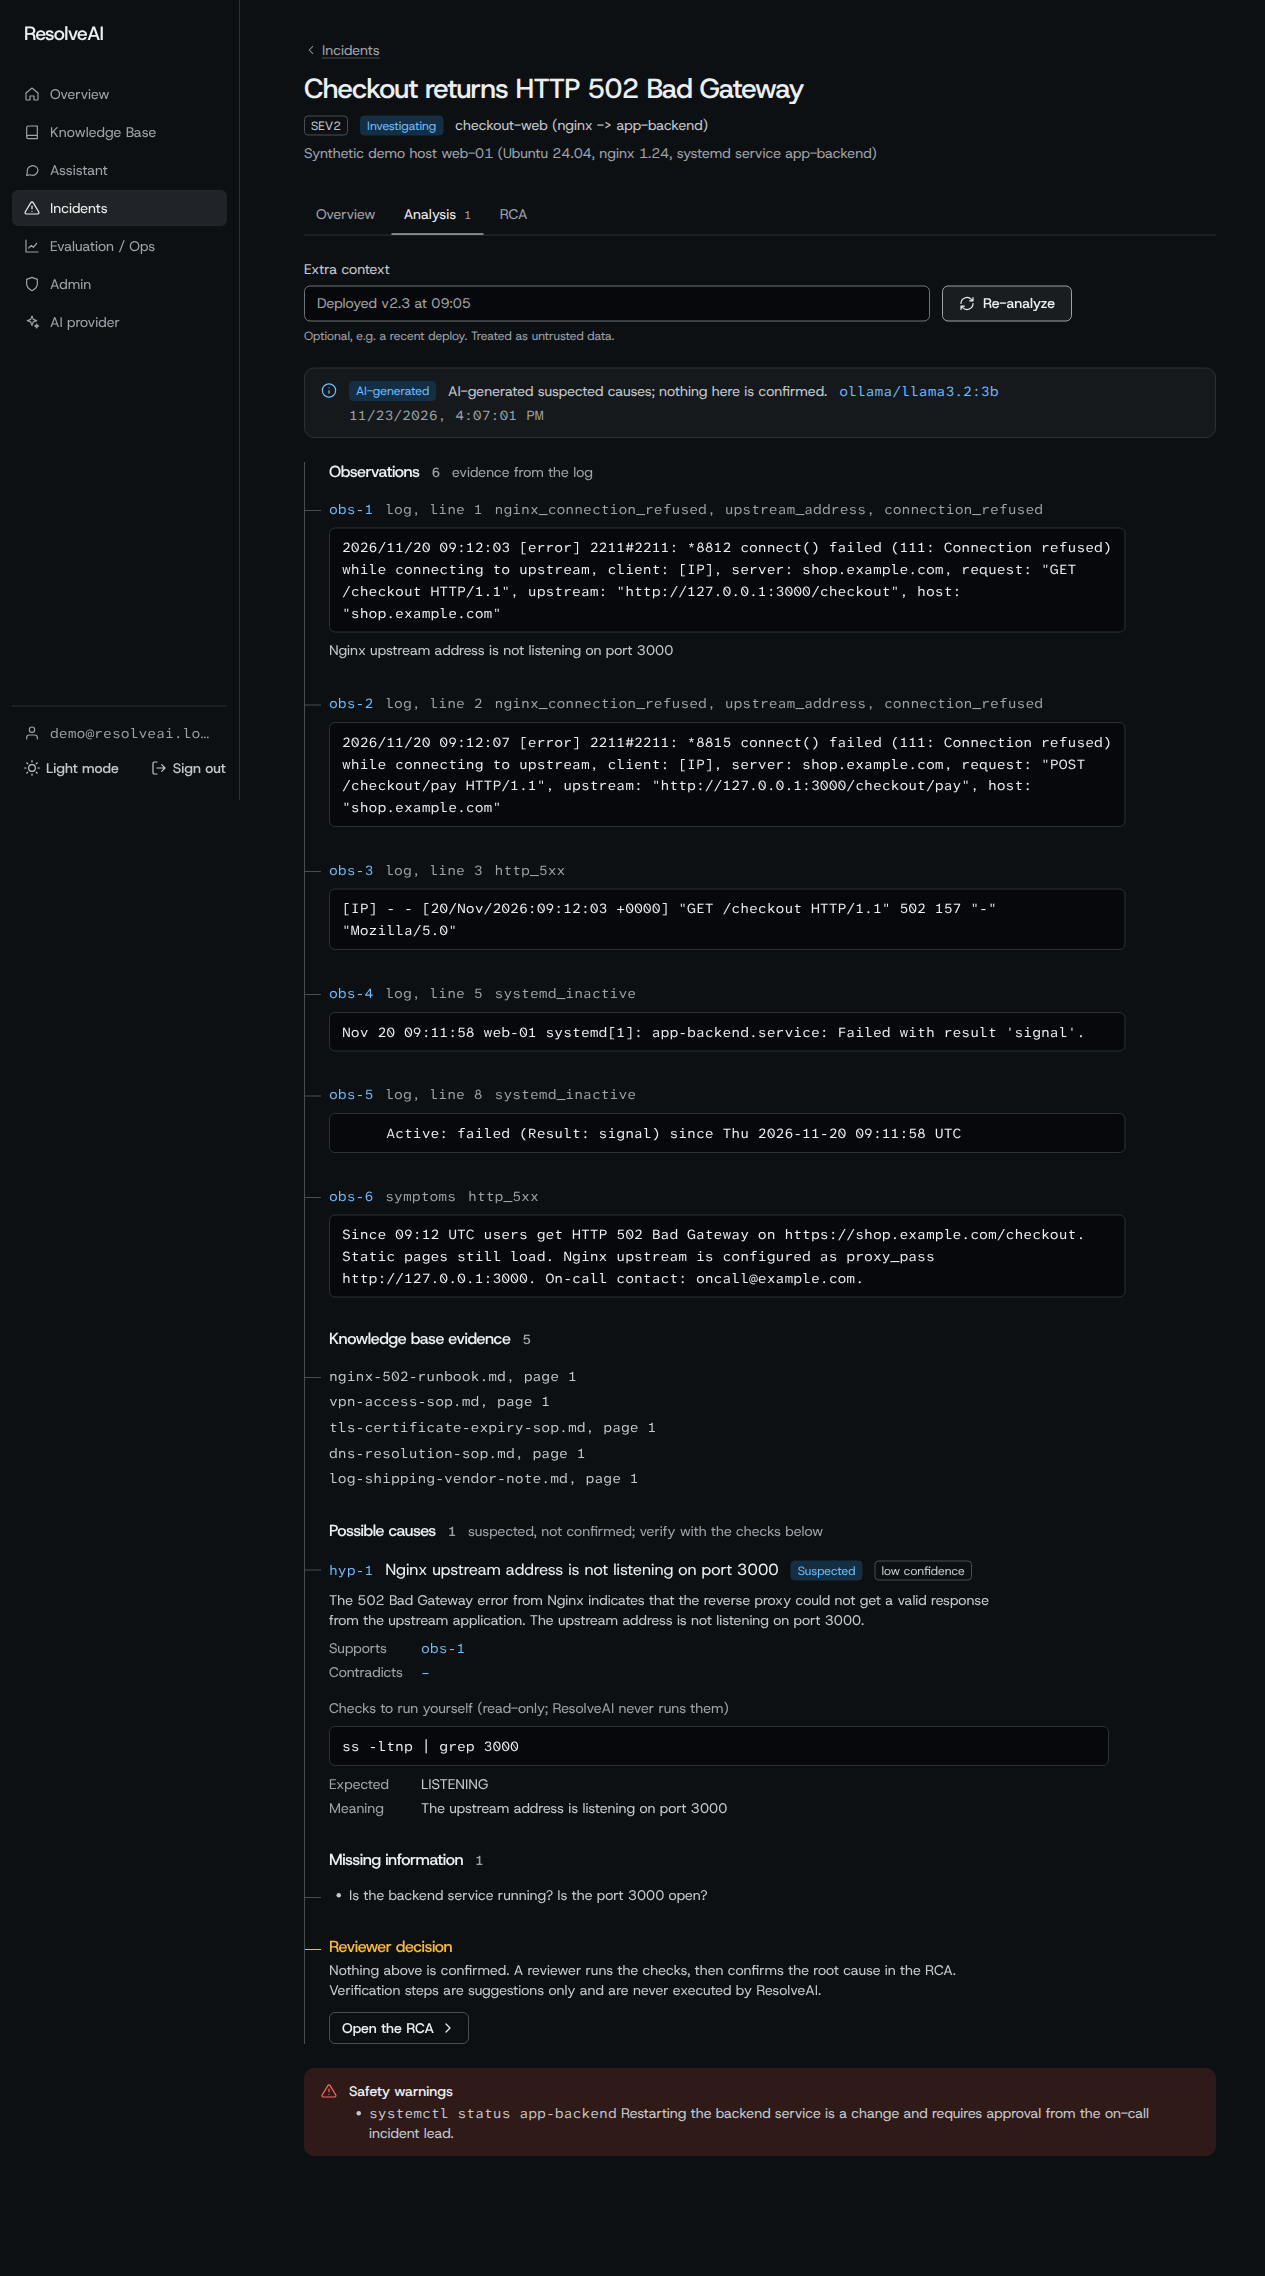 ResolveAI
Overview
Knowledge Base
Assistant
Incidents
Evaluation / Ops
Admin
AI provider
demo@resolveai.lo…
Light mode
Sign out
Incidents
Checkout returns HTTP 502 Bad Gateway
SEV2 Investigating checkout-web (nginx -> app-backend)
Synthetic demo host web-01 (Ubuntu 24.04, nginx 1.24, systemd service app-backend)
Overview Analysis 1 RCA
Extra context
Deployed v2.3 at 09:05
Re-analyze
Optional, e.g. a recent deploy. Treated as untrusted data.
AI-generated AI-generated suspected causes; nothing here is confirmed. ollama/llama3.2:3b
11/23/2026, 4:07:01 PM
Observations 6 evidence from the log
obs-1 log, line 1 nginx_connection_refused, upstream_address, connection_refused
2026/11/20 09:12:03 [error] 2211#2211: *8812 connect() failed (111: Connection refused)
while connecting to upstream, client: [IP], server: shop.example.com, request: "GET
/checkout HTTP/1.1", upstream: "http://127.0.0.1:3000/checkout", host:
"shop.example.com"
Nginx upstream address is not listening on port 3000
obs-2 log, line 2 nginx_connection_refused, upstream_address, connection_refused
2026/11/20 09:12:07 [error] 2211#2211: *8815 connect() failed (111: Connection refused)
while connecting to upstream, client: [IP], server: shop.example.com, request: "POST
/checkout/pay HTTP/1.1", upstream: "http://127.0.0.1:3000/checkout/pay", host:
"shop.example.com"
obs-3 log, line 3 http_5xx
[IP] - - [20/Nov/2026:09:12:03 +0000] "GET /checkout HTTP/1.1" 502 157 "-"
"Mozilla/5.0"
obs-4 log, line 5 systemd_inactive
Nov 20 09:11:58 web-01 systemd[1]: app-backend.service: Failed with result 'signal'.
obs-5 log, line 8 systemd_inactive
Active: failed (Result: signal) since Thu 2026-11-20 09:11:58 UTC
obs-6 symptoms http_5xx
Since 09:12 UTC users get HTTP 502 Bad Gateway on https://shop.example.com/checkout.
Static pages still load. Nginx upstream is configured as proxy_pass
http://127.0.0.1:3000. On-call contact: oncall@example.com.
Knowledge base evidence 5
nginx-502-runbook.md, page 1
vpn-access-sop.md, page 1
tls-certificate-expiry-sop.md, page 1
dns-resolution-sop.md, page 1
log-shipping-vendor-note.md, page 1
Possible causes 1 suspected, not confirmed; verify with the checks below
hyp-1 Nginx upstream address is not listening on port 3000 Suspected low confidence
The 502 Bad Gateway error from Nginx indicates that the reverse proxy could not get a valid response
from the upstream application. The upstream address is not listening on port 3000.
Supports obs-1
Contradicts –
Checks to run yourself (read-only; ResolveAI never runs them)
ss -ltnp | grep 3000
Expected LISTENING
Meaning The upstream address is listening on port 3000
Missing information 1
• Is the backend service running? Is the port 3000 open?
Reviewer decision
Nothing above is confirmed. A reviewer runs the checks, then confirms the root cause in the RCA.
Verification steps are suggestions only and are never executed by ResolveAI.
Open the RCA
Safety warnings
• systemctl status app-backend Restarting the backend service is a change and requires approval from the on-call
incident lead.